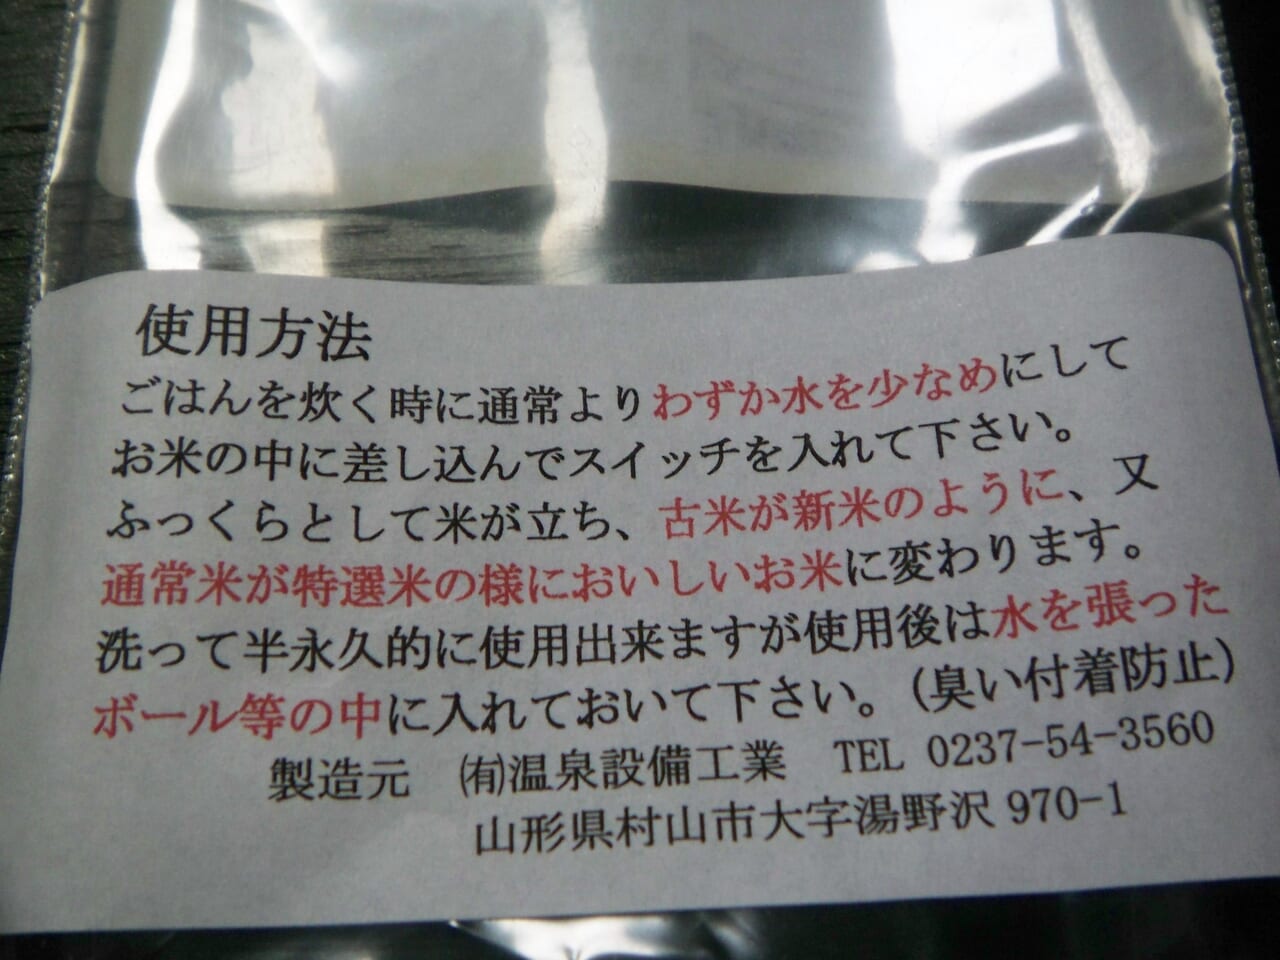 使用方法
ごはんを炊く時に通常よりわずか水を少なめにして
お米の中に差し込んでスイッチを入れて下さい。
ふっくらとして米が立ち、古米が新米のように、又
通常米が特選米の様においしいお米に変わります。
洗って半永久的に使用出来ますが使用後は水を張った
ボール等の中に入れておいて下さい。（臭い付着防止）
製造元　㈲温泉設備工業　TEL 0237-54-3560
山形県村山市大字湯野沢 970-1